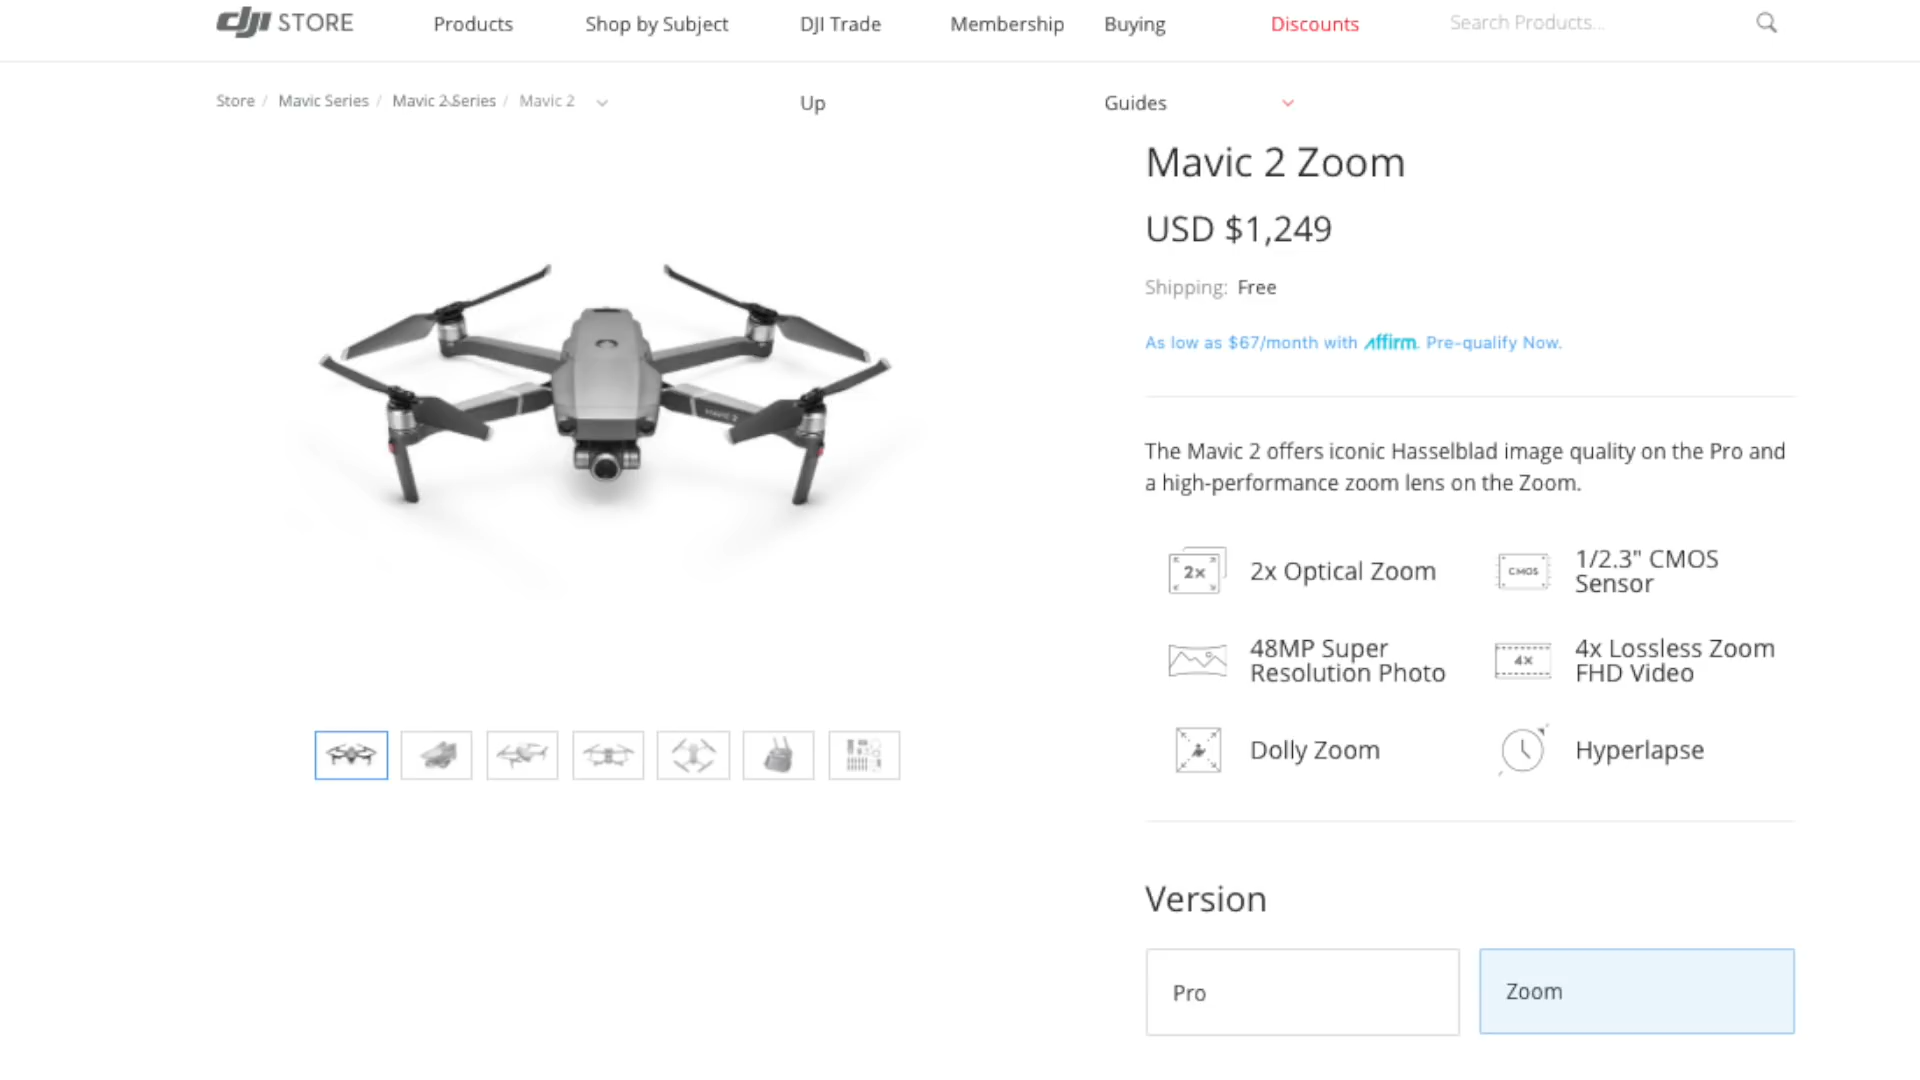 dji STORE
Products
Shop by Subject
DJI Trade
Membership
Buying
Discounts
Search Products...
Store / Mavic Series / Mavic 2 Series / Mavic 2
Up
Guides
Mavic 2 Zoom
USD $1,249
Shipping: Free
As low as $67/month with affirm. Pre-qualify Now.
MAVIC 2
The Mavic 2 offers iconic Hasselblad image quality on the Pro and
a high-performance zoom lens on the Zoom.
2x
2x Optical Zoom
CMOS
1/2.3" CMOS
Sensor
48MP Super
Resolution Photo
4X
4x Lossless Zoom
FHD Video
Dolly Zoom
Hyperlapse
Version
Pro
Zoom